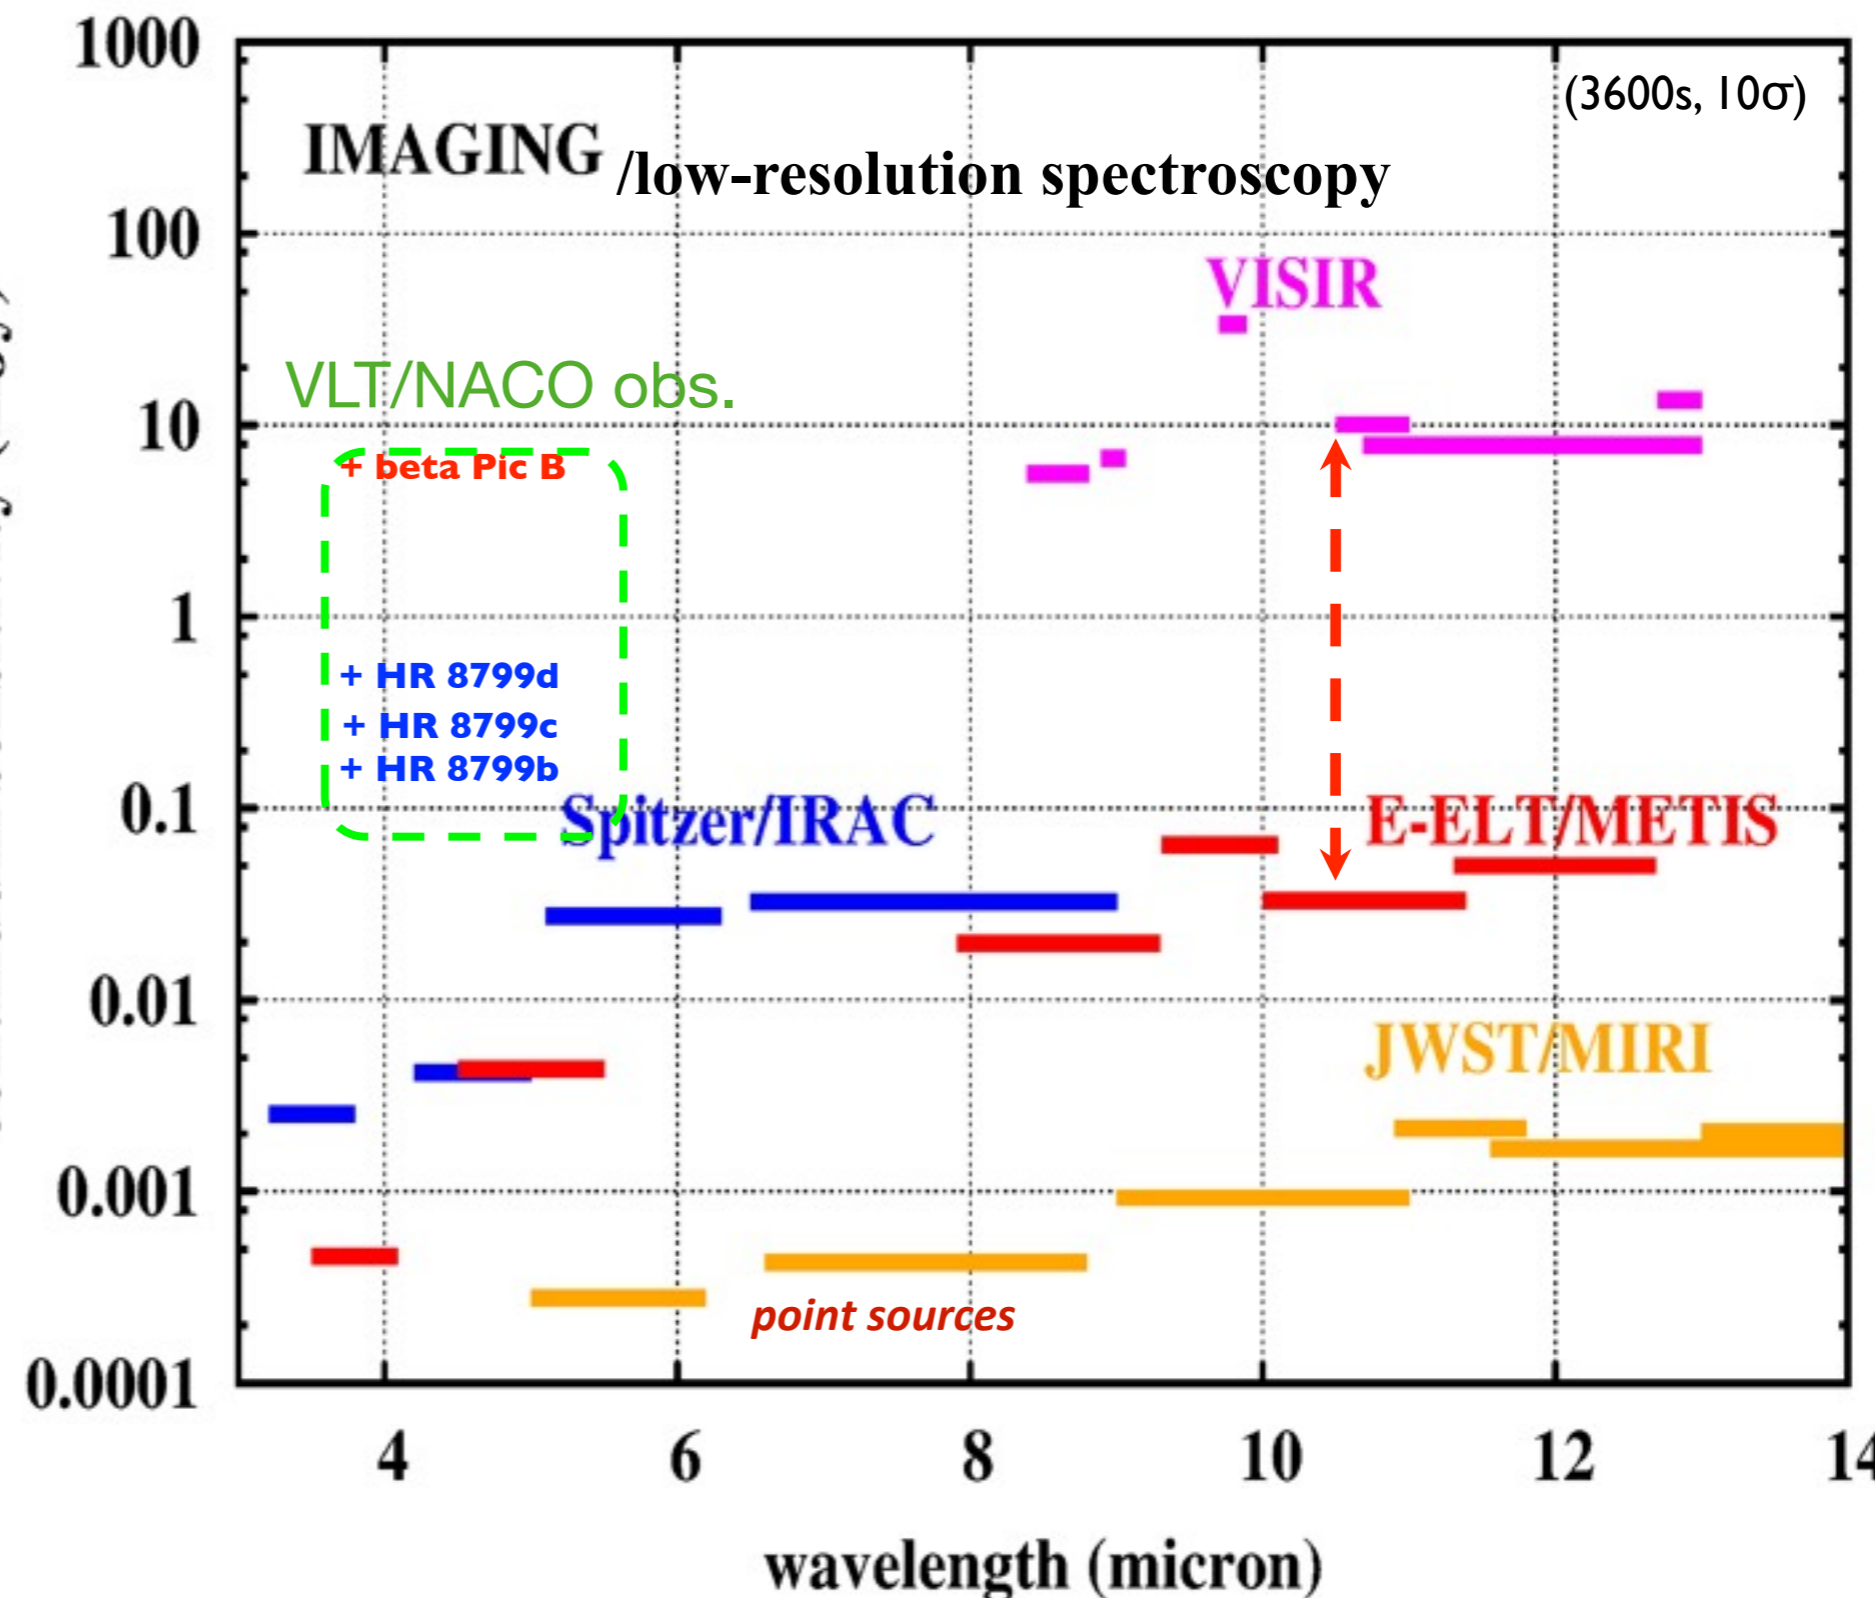 1000
(3600s, 10σ)
IMAGING /low-resolution spectroscopy
100
VISIR
VLT/NACO obs.
10
+ beta Pic B
1
+ HR 8799d
+ HR 8799c
+ HR 8799b
0.1
Spitzer/IRAC
E-ELT/METIS
0.01
JWST/MIRI
0.001
point sources
0.0001
4 6 8 10 12 14
wavelength (micron)